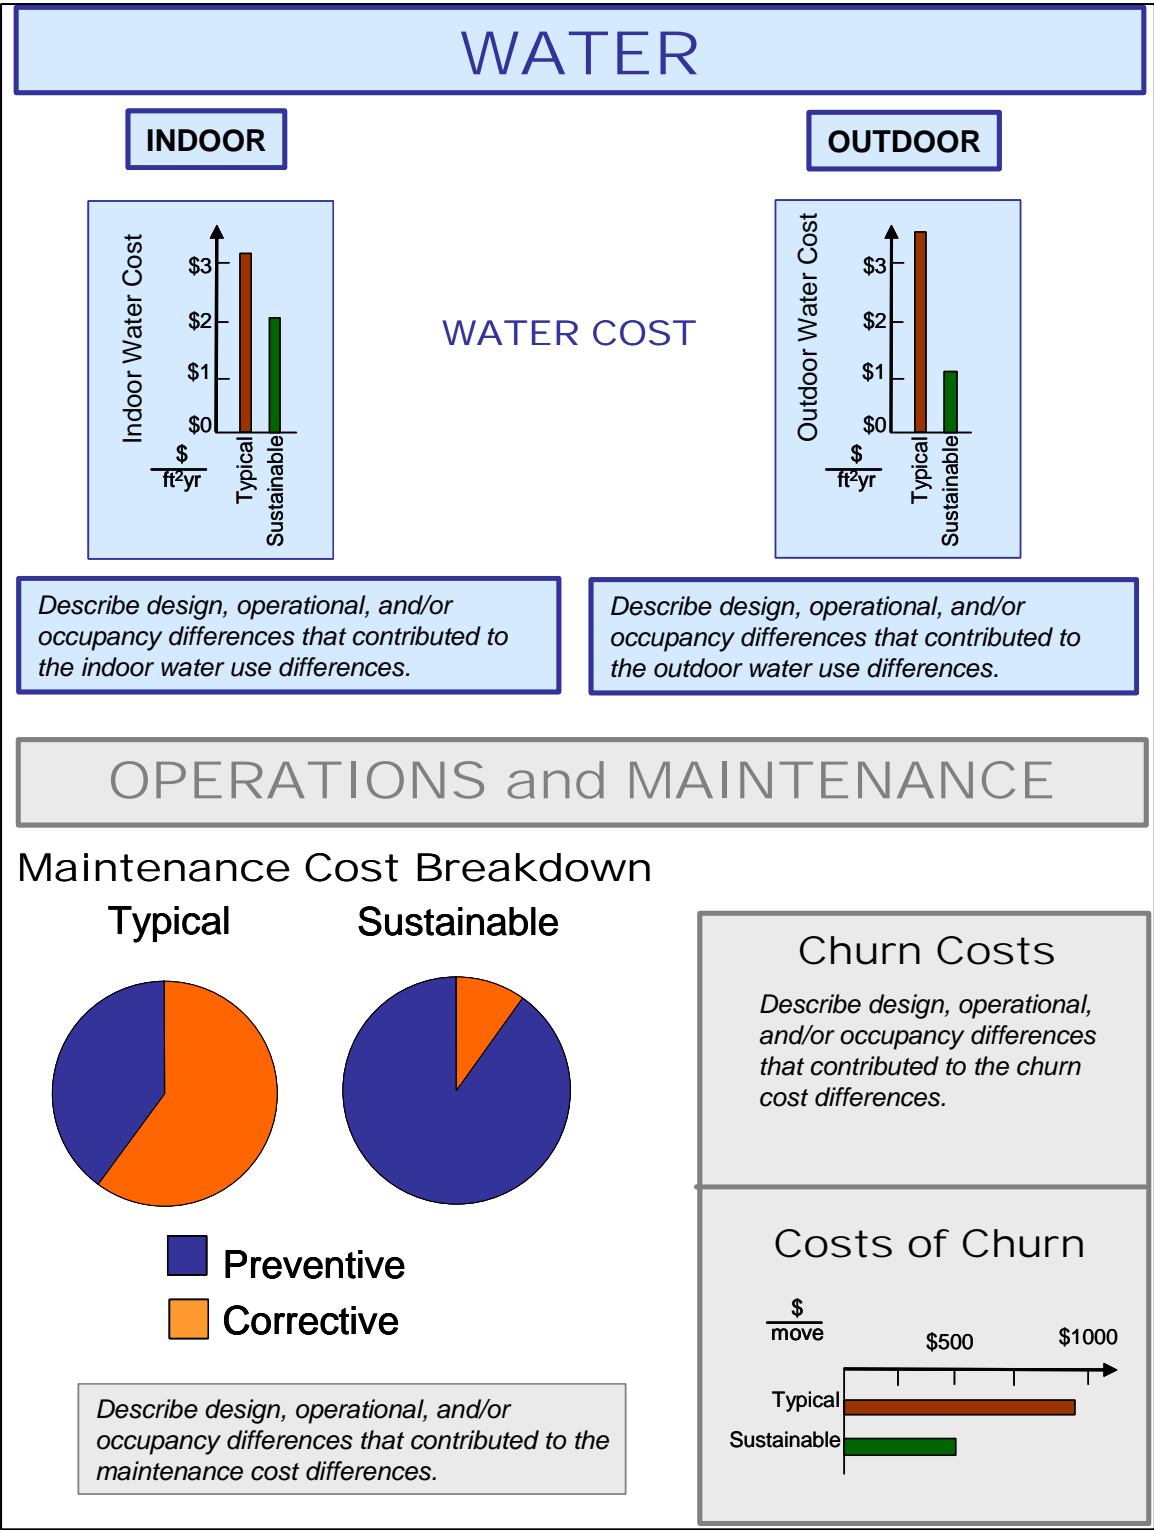 WATER
INDOOR
OUTDOOR
Indoor Water Cost
$3
$2
$1
$0
$
ft²yr
Typical
Sustainable
WATER COST
Outdoor Water Cost
$3
$2
$1
$0
$
ft²yr
Typical
Sustainable
Describe design, operational, and/or
occupancy differences that contributed to
the indoor water use differences.
Describe design, operational, and/or
occupancy differences that contributed to
the outdoor water use differences.
OPERATIONS and MAINTENANCE
Maintenance Cost Breakdown
Typical
Sustainable
Preventive
Corrective
Describe design, operational, and/or
occupancy differences that contributed to the
maintenance cost differences.
Churn Costs
Describe design, operational,
and/or occupancy differences
that contributed to the churn
cost differences.
Costs of Churn
$
move
$500
$1000
Typical
Sustainable